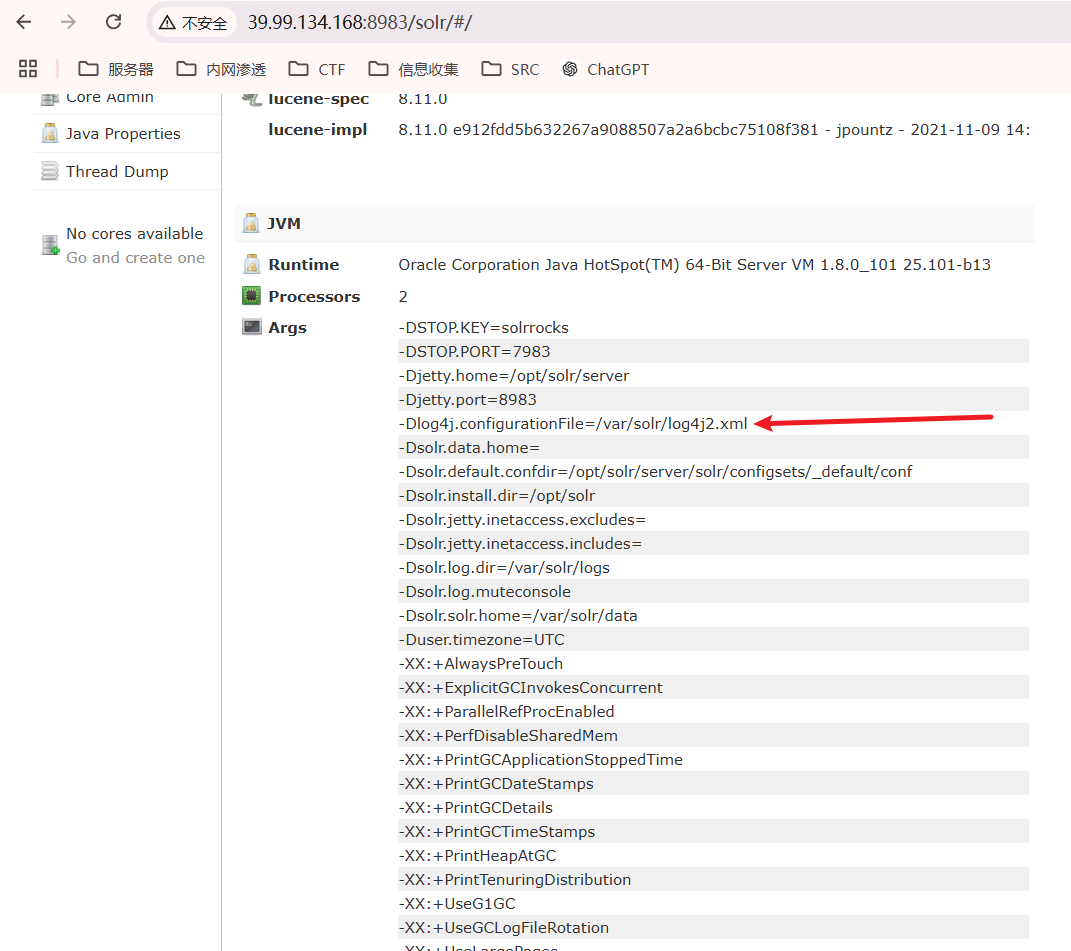 不安全 39.99.134.168:8983/solr/#/
服务器 内网渗透 CTF 信息收集 SRC ChatGPT
Core Admin
Java Properties
Thread Dump
No cores available
Go and create one
lucene-spec 8.11.0
lucene-impl 8.11.0 e912fdd5b632267a9088507a2a6bcbc75108f381 - jpountz - 2021-11-09 14:
JVM
Runtime Oracle Corporation Java HotSpot(TM) 64-Bit Server VM 1.8.0_101 25.101-b13
Processors 2
Args -DSTOP.KEY=solrrocks
-DSTOP.PORT=7983
-Djetty.home=/opt/solr/server
-Djetty.port=8983
-Dlog4j.configurationFile=/var/solr/log4j2.xml
-Dsolr.data.home=
-Dsolr.default.confdir=/opt/solr/server/solr/configsets/_default/conf
-Dsolr.install.dir=/opt/solr
-Dsolr.jetty.inetaccess.excludes=
-Dsolr.jetty.inetaccess.includes=
-Dsolr.log.dir=/var/solr/logs
-Dsolr.log.muteconsole
-Dsolr.solr.home=/var/solr/data
-Duser.timezone=UTC
-XX:+AlwaysPreTouch
-XX:+ExplicitGCInvokesConcurrent
-XX:+ParallelRefProcEnabled
-XX:+PerfDisableSharedMem
-XX:+PrintGCApplicationStoppedTime
-XX:+PrintGCDateStamps
-XX:+PrintGCDetails
-XX:+PrintGCTimeStamps
-XX:+PrintHeapAtGC
-XX:+PrintTenuringDistribution
-XX:+UseG1GC
-XX:+UseGCLogFileRotation
-XX:+UseLargePages